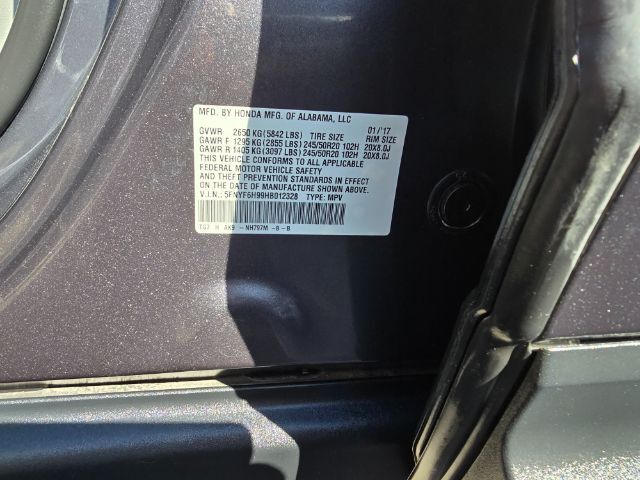 MFD. BY HONDA MFG. OF ALABAMA, LLC
GVWR 2650 KG(5842 LBS) TIRE SIZE 01/'17 RIM SIZE
GAWR F 1295 KG(2855 LBS) 245/50R20 102H 20X8.0J
GAWR R 1405 KG(3097 LBS) 245/50R20 102H 20X8.0J
THIS VEHICLE CONFORMS TO ALL APPLICABLE
FEDERAL MOTOR VEHICLE SAFETY
AND THEFT PREVENTION STANDARDS IN EFFECT
ON THE DATE OF MANUFACTURE SHOWN ABOVE.
V.I.N.: 5FNYF6H99HB012328 TYPE: MPV
TG7 H AK9 -NH797M -B-B